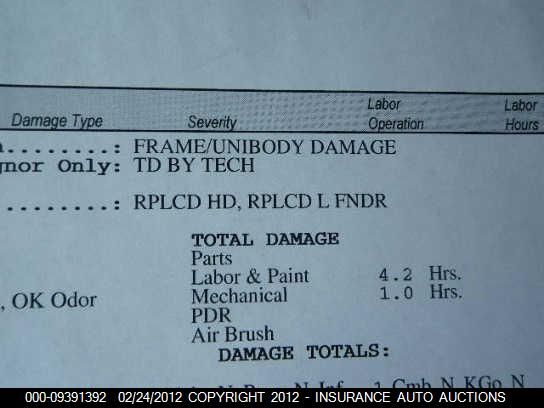 Labor Labor
Damage Type Severity Operation Hours
FRAME/UNIBODY DAMAGE
Only: TD BY TECH
RPLCD HD, RPLCD L FNDR
TOTAL DAMAGE
Parts
Labor & Paint 4.2 Hrs.
, OK Odor Mechanical 1.0 Hrs.
PDR
Air Brush
DAMAGE TOTALS:
000-09391392 02/24/2012 COPYRIGHT 2012 - INSURANCE AUTO AUCTIONS